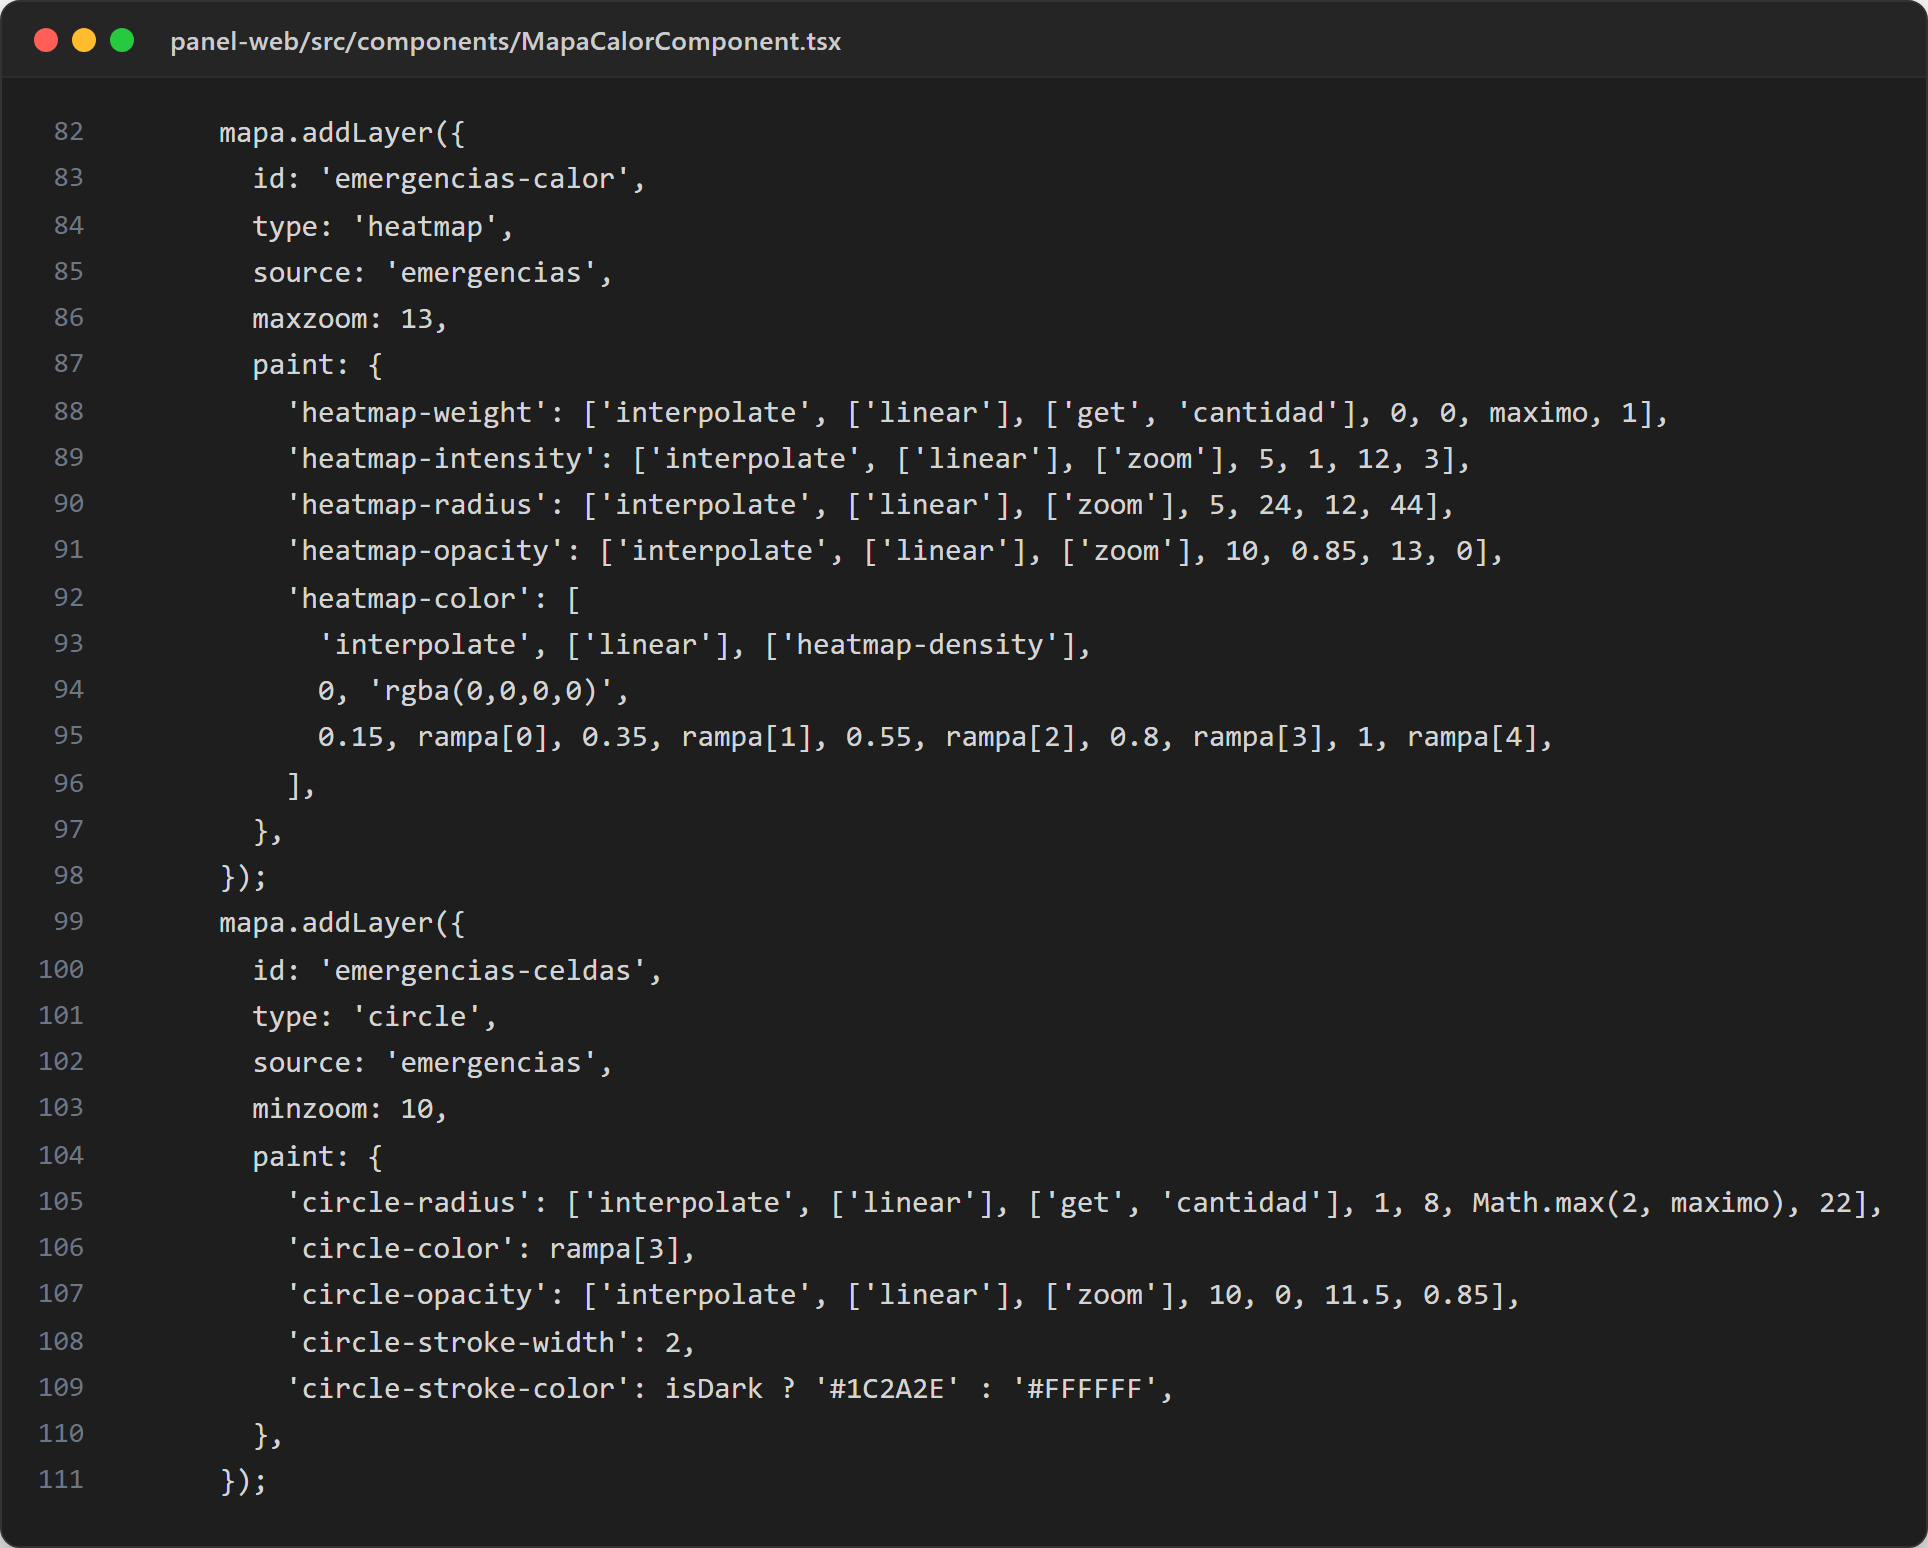 panel-web/src/components/MapaCalorComponent.tsx
82 mapa.addLayer({
83 id: 'emergencias-calor',
84 type: 'heatmap',
85 source: 'emergencias',
86 maxzoom: 13,
87 paint: {
88 'heatmap-weight': ['interpolate', ['linear'], ['get', 'cantidad'], 0, 0, maximo, 1],
89 'heatmap-intensity': ['interpolate', ['linear'], ['zoom'], 5, 1, 12, 3],
90 'heatmap-radius': ['interpolate', ['linear'], ['zoom'], 5, 24, 12, 44],
91 'heatmap-opacity': ['interpolate', ['linear'], ['zoom'], 10, 0.85, 13, 0],
92 'heatmap-color': [
93 'interpolate', ['linear'], ['heatmap-density'],
94 0, 'rgba(0,0,0,0)',
95 0.15, rampa[0], 0.35, rampa[1], 0.55, rampa[2], 0.8, rampa[3], 1, rampa[4],
96 ],
97 },
98 });
99 mapa.addLayer({
100 id: 'emergencias-celdas',
101 type: 'circle',
102 source: 'emergencias',
103 minzoom: 10,
104 paint: {
105 'circle-radius': ['interpolate', ['linear'], ['get', 'cantidad'], 1, 8, Math.max(2, maximo), 22],
106 'circle-color': rampa[3],
107 'circle-opacity': ['interpolate', ['linear'], ['zoom'], 10, 0, 11.5, 0.85],
108 'circle-stroke-width': 2,
109 'circle-stroke-color': isDark ? '#1C2A2E' : '#FFFFFF',
110 },
111 });